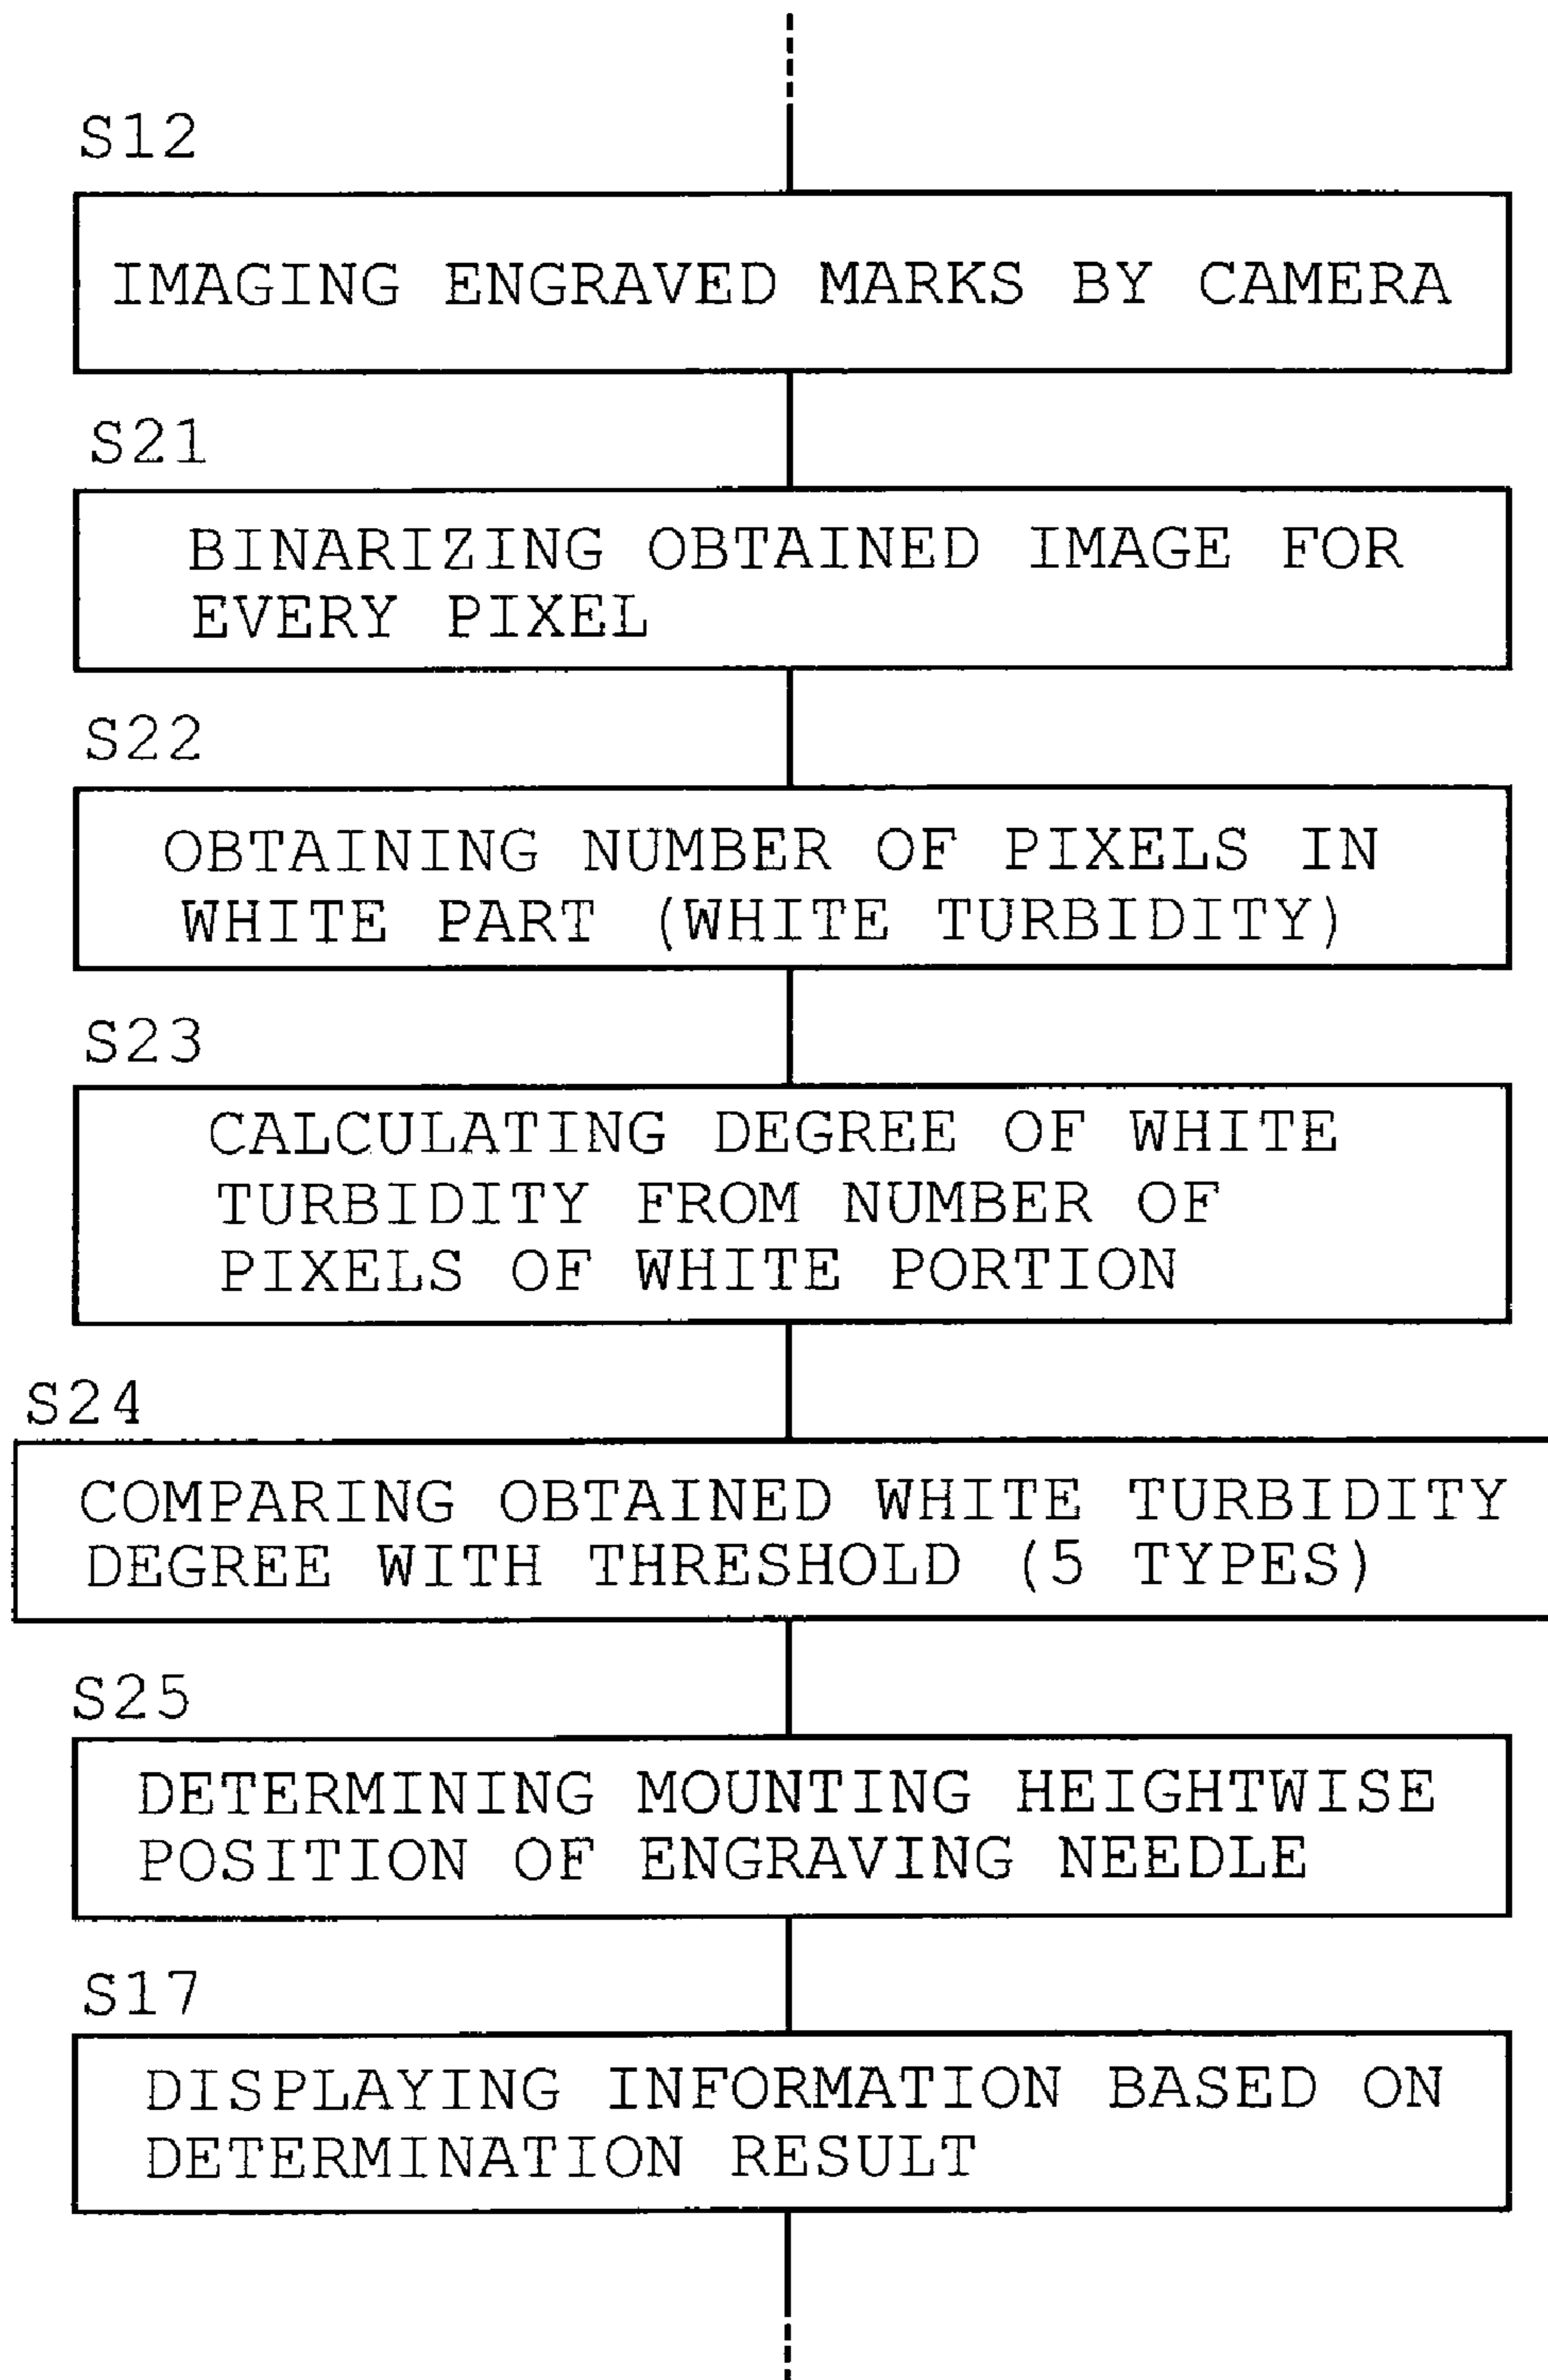 S12
IMAGING ENGRAVED MARKS BY CAMERA
S21
BINARIZING OBTAINED IMAGE FOR
EVERY PIXEL
S22
OBTAINING NUMBER OF PIXELS IN
WHITE PART (WHITE TURBIDITY)
S23
CALCULATING DEGREE OF WHITE
TURBIDITY FROM NUMBER OF
PIXELS OF WHITE PORTION
S24
COMPARING OBTAINED WHITE TURBIDITY
DEGREE WITH THRESHOLD (5 TYPES)
S25
DETERMINING MOUNTING HEIGHTWISE
POSITION OF ENGRAVING NEEDLE
S17
DISPLAYING INFORMATION BASED ON
DETERMINATION RESULT